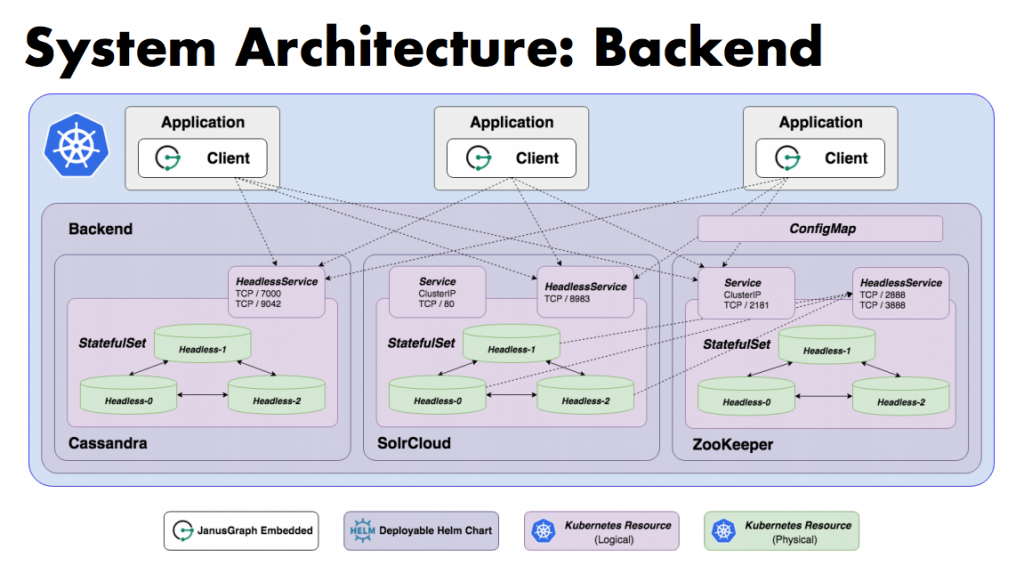 System Architecture: Backend
Application
Client
Application
Client
Application
Client
Backend
ConfigMap
HeadlessService
TCP / 7000
TCP / 9042
StatefulSet
Headless-1
Headless-0
Headless-2
Cassandra
Service
ClusterIP
TCP / 80
HeadlessService
TCP / 8983
StatefulSet
Headless-1
Headless-0
Headless-2
SolrCloud
Service
ClusterIP
TCP / 2181
HeadlessService
TCP / 2888
TCP / 3888
StatefulSet
Headless-1
Headless-0
Headless-2
ZooKeeper
JanusGraph Embedded
HELM
Deployable Helm Chart
Kubernetes Resource
(Logical)
Kubernetes Resource
(Physical)